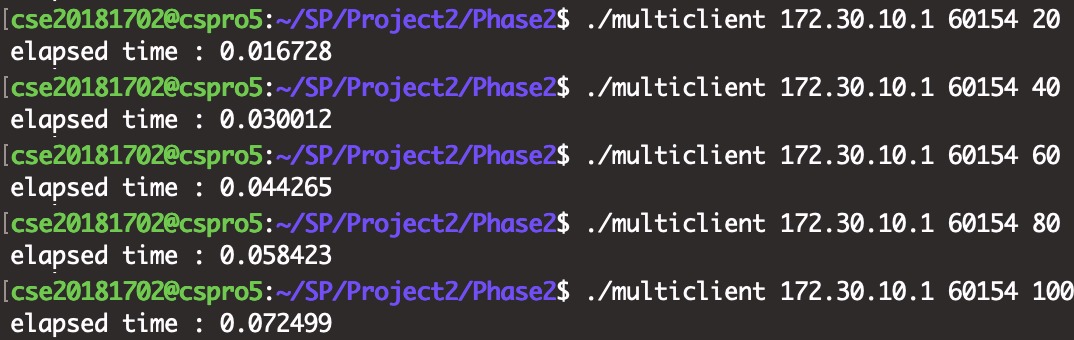 [cse20181702@cspro5:~/SP/Project2/Phase2$ ./multiclient 172.30.10.1 60154 20
elapsed time : 0.016728
[cse20181702@cspro5:~/SP/Project2/Phase2$ ./multiclient 172.30.10.1 60154 40
elapsed time : 0.030012
[cse20181702@cspro5:~/SP/Project2/Phase2$ ./multiclient 172.30.10.1 60154 60
elapsed time : 0.044265
[cse20181702@cspro5:~/SP/Project2/Phase2$ ./multiclient 172.30.10.1 60154 80
elapsed time : 0.058423
[cse20181702@cspro5:~/SP/Project2/Phase2$ ./multiclient 172.30.10.1 60154 100
elapsed time : 0.072499